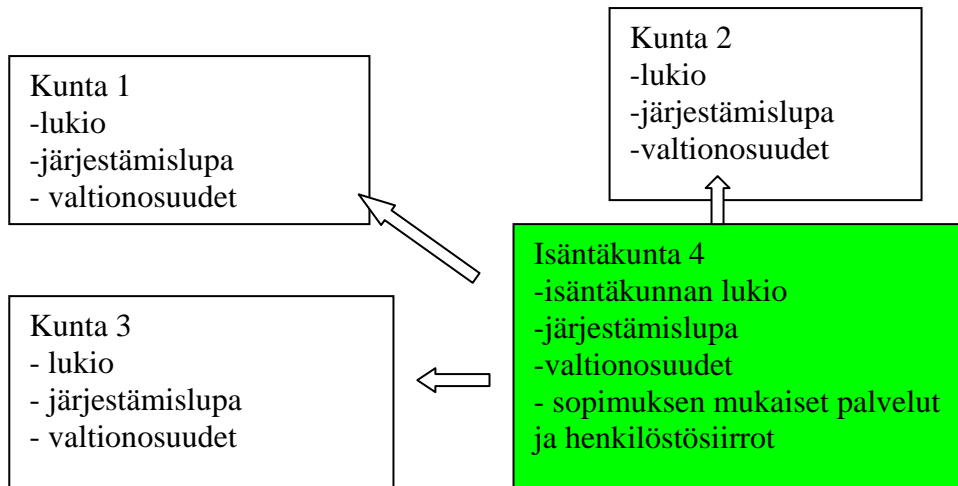 Kunta 1
-lukio
-järjestämislupa
- valtionosuudet
Kunta 2
-lukio
-järjestämislupa
-valtionosuudet
Kunta 3
- lukio
- järjestämislupa
- valtionosuudet
Isäntäkunta 4
-isäntäkunnan lukio
-järjestämislupa
-valtionosuudet
- sopimuksen mukaiset palvelut
ja henkilöstösiirrot